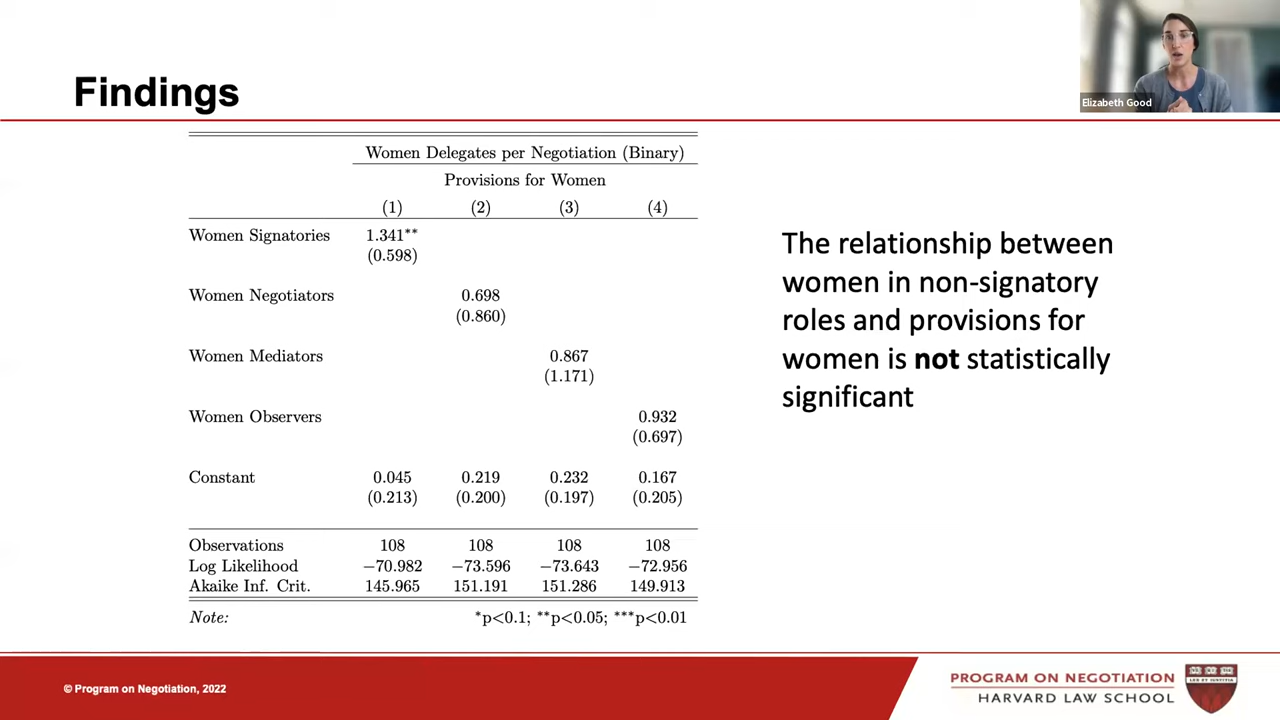 Elizabeth Good
Findings
Women Delegates per Negotiation (Binary)
Provisions for Women
(1) (2) (3) (4)
Women Signatories 1.341**
(0.598)
Women Negotiators 0.698
(0.860)
Women Mediators 0.867
(1.171)
Women Observers 0.932
(0.697)
Constant 0.045 0.219 0.232 0.167
(0.213) (0.200) (0.197) (0.205)
Observations 108 108 108 108
Log Likelihood −70.982 −73.596 −73.643 −72.956
Akaike Inf. Crit. 145.965 151.191 151.286 149.913
Note: *p<0.1; **p<0.05; ***p<0.01
The relationship between
women in non-signatory
roles and provisions for
women is not statistically
significant
© Program on Negotiation, 2022
PROGRAM ON NEGOTIATION
HARVARD LAW SCHOOL